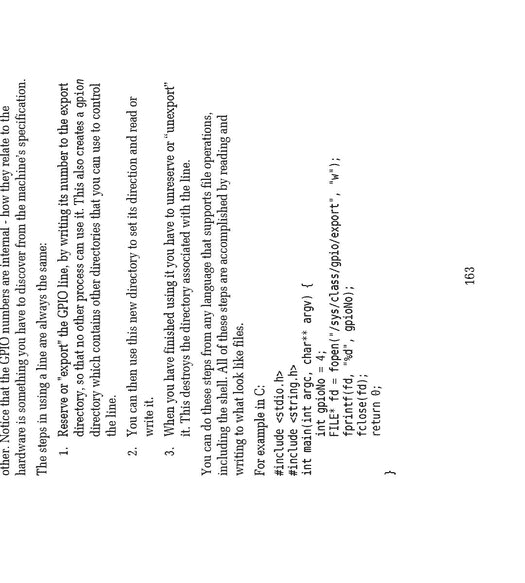 other. Notice that the GPIO numbers are internal - how they relate to the
hardware is something you have to discover from the machine's specification.
The steps in using a line are always the same:
1. Reserve or "export" the GPIO line, by writing its number to the export
directory, so that no other process can use it. This also creates a gpion
directory which contains other directories that you can use to control
the line.
2. You can then use this new directory to set its direction and read or
write it.
3. When you have finished using it you have to unreserve or “unexport”
it. This destroys the directory associated with the line.
You can do these steps from any language that supports file operations,
including the shell. All of these steps are accomplished by reading and
writing to what look like files.
For example in C:
#include <stdio.h>
#include <string.h>
int main(int argc, char** argv) {
int gpioNo = 4;
FILE* fd = fopen("/sys/class/gpio/export", "w");
fprintf(fd, "%d", gpioNo);
fclose(fd);
return 0;
}
163